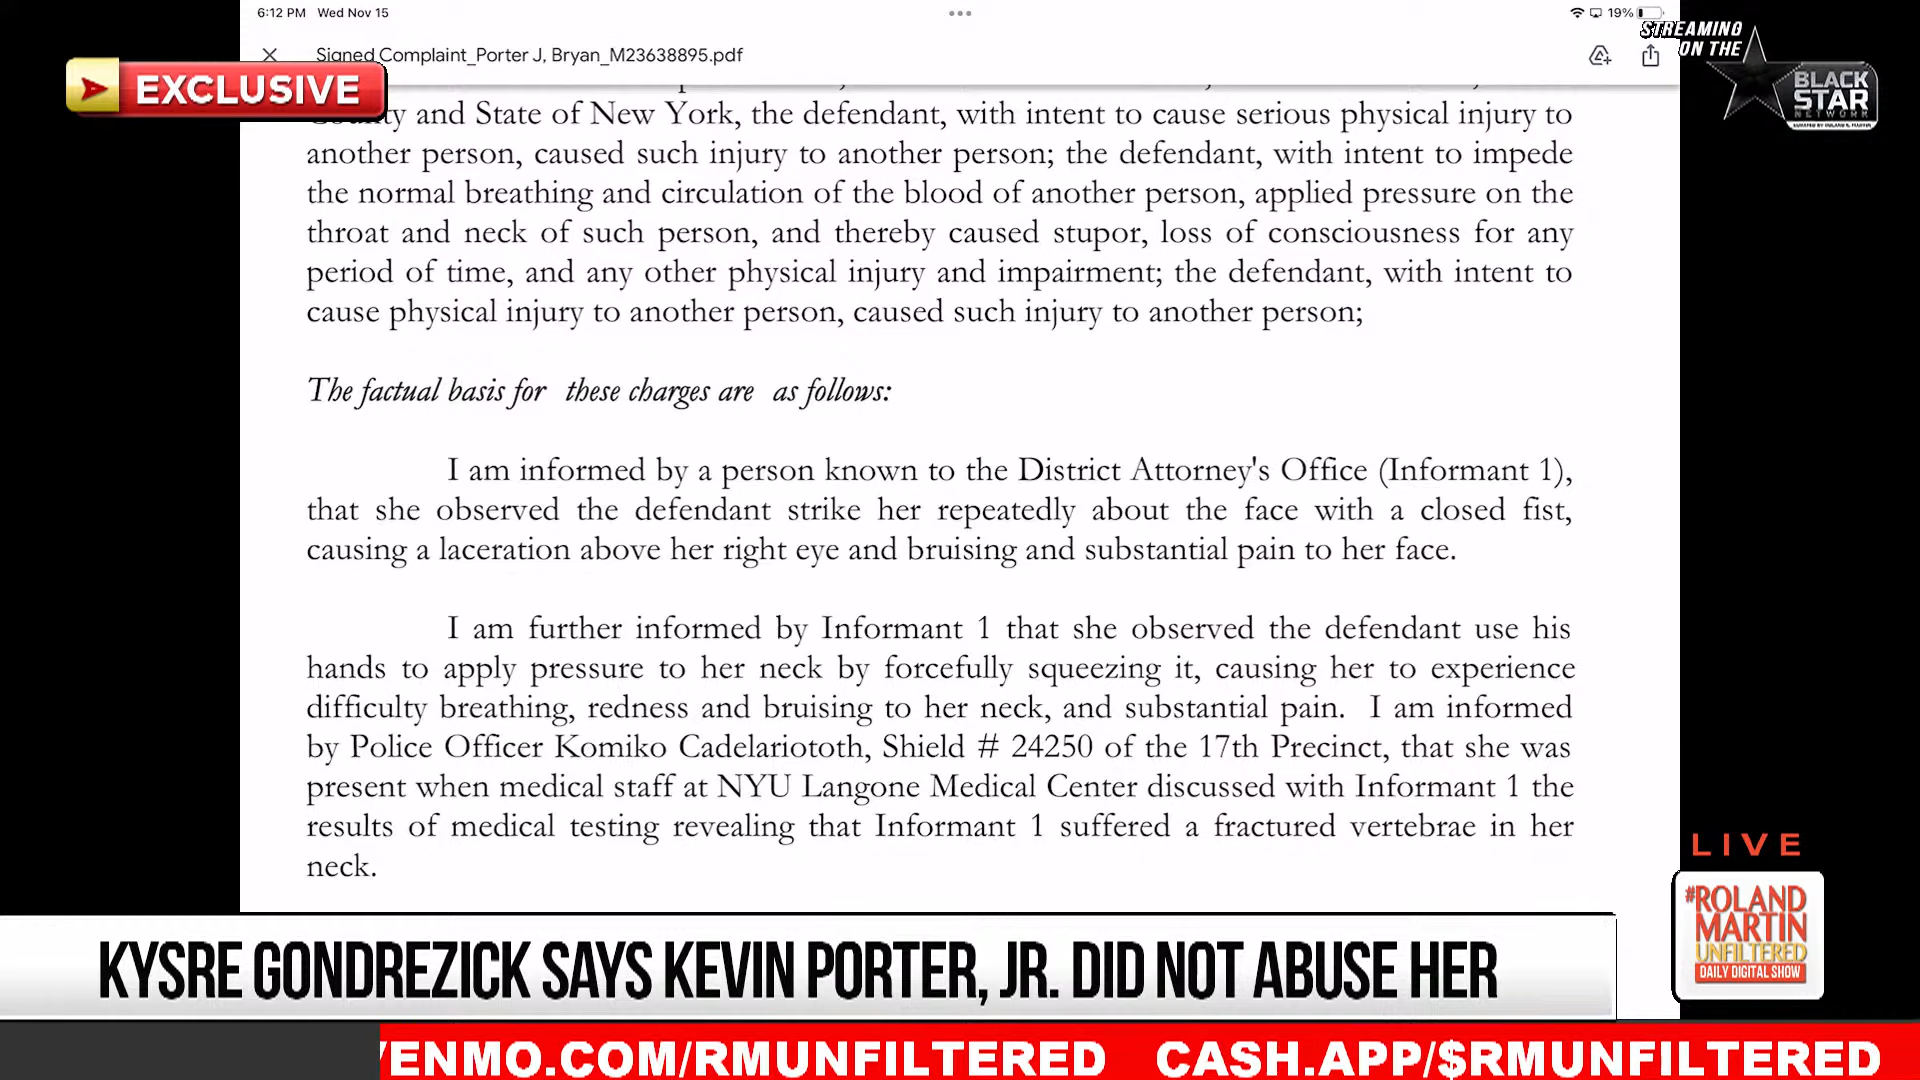 6:12 PM Wed Nov 15
19%
Signed Complaint_Porter J, Bryan_M23638895.pdf
EXCLUSIVE
STREAMING
ON THE
BLACK
STAR
NETWORK
County and State of New York, the defendant, with intent to cause serious physical injury to
another person, caused such injury to another person; the defendant, with intent to impede
the normal breathing and circulation of the blood of another person, applied pressure on the
throat and neck of such person, and thereby caused stupor, loss of consciousness for any
period of time, and any other physical injury and impairment; the defendant, with intent to
cause physical injury to another person, caused such injury to another person;
The factual basis for these charges are as follows:
I am informed by a person known to the District Attorney's Office (Informant 1),
that she observed the defendant strike her repeatedly about the face with a closed fist,
causing a laceration above her right eye and bruising and substantial pain to her face.
I am further informed by Informant 1 that she observed the defendant use his
hands to apply pressure to her neck by forcefully squeezing it, causing her to experience
difficulty breathing, redness and bruising to her neck, and substantial pain. I am informed
by Police Officer Komiko Cadelariototh, Shield # 24250 of the 17th Precinct, that she was
present when medical staff at NYU Langone Medical Center discussed with Informant 1 the
results of medical testing revealing that Informant 1 suffered a fractured vertebrae in her
neck.
LIVE
#ROLAND
MARTIN
UNFILTERED
DAILY DIGITAL SHOW
KYSRE GONDREZICK SAYS KEVIN PORTER, JR. DID NOT ABUSE HER
VENMO.COM/RMUNFILTERED CASH.APP/$RMUNFILTERED